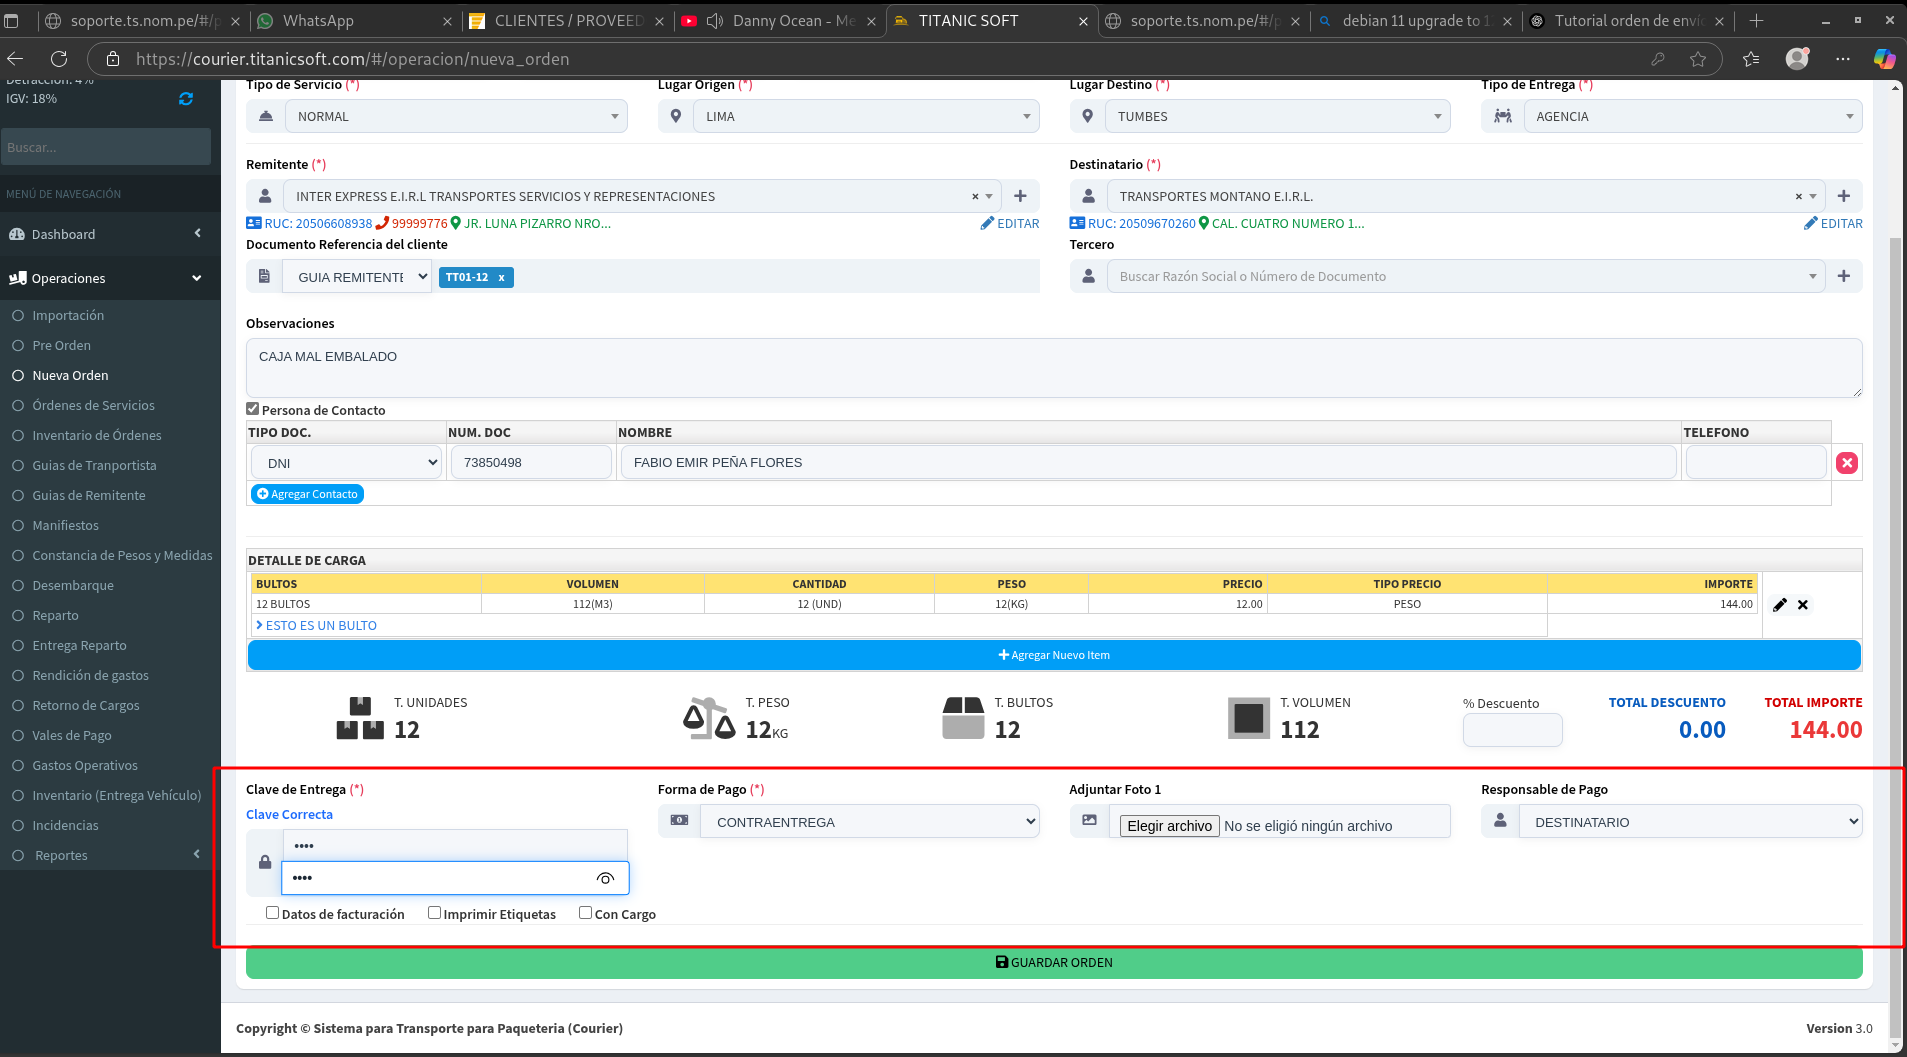 soporte.ts.nom.pe/#/p
WhatsApp
CLIENTES / PROVEED
Danny Ocean - Me
TITANIC SOFT
soporte.ts.nom.pe/#/p
debian 11 upgrade to 1
Tutorial orden de enví
https://courier.titanicsoft.com/#/operacion/nueva_orden
Detracción: 4%
IGV: 18%
Buscar...
MENÚ DE NAVEGACIÓN
Dashboard
Operaciones
Importación
Pre Orden
Nueva Orden
Órdenes de Servicios
Inventario de Órdenes
Guias de Tranportista
Guias de Remitente
Manifiestos
Constancia de Pesos y Medidas
Desembarque
Reparto
Entrega Reparto
Rendición de gastos
Retorno de Cargos
Vales de Pago
Gastos Operativos
Inventario (Entrega Vehículo)
Incidencias
Reportes
Tipo de Servicio (*) Lugar Origen (*) Lugar Destino (*) Tipo de Entrega (*)
NORMAL LIMA TUMBES AGENCIA
Remitente (*) Destinatario (*)
INTER EXPRESS E.I.R.L TRANSPORTES SERVICIOS Y REPRESENTACIONES × TRANSPORTES MONTANO E.I.R.L. ×
RUC: 20506608938 99999776 JR. LUNA PIZARRO NRO... EDITAR RUC: 20509670260 CAL. CUATRO NUMERO 1... EDITAR
Documento Referencia del cliente Tercero
GUIA REMITENTE TT01-12 x Buscar Razón Social o Número de Documento
Observaciones
CAJA MAL EMBALADO
Persona de Contacto
TIPO DOC. NUM. DOC NOMBRE TELEFONO
DNI 73850498 FABIO EMIR PEÑA FLORES
Agregar Contacto
DETALLE DE CARGA
BULTOS VOLUMEN CANTIDAD PESO PRECIO TIPO PRECIO IMPORTE
12 BULTOS 112(M3) 12 (UND) 12(KG) 12.00 PESO 144.00
ESTO ES UN BULTO
Agregar Nuevo Item
T. UNIDADES T. PESO T. BULTOS T. VOLUMEN % Descuento TOTAL DESCUENTO TOTAL IMPORTE
12 12KG 12 112 0.00 144.00
Clave de Entrega (*) Forma de Pago (*) Adjuntar Foto 1 Responsable de Pago
Clave Correcta
CONTRAENTREGA Elegir archivo No se eligió ningún archivo DESTINATARIO
••••
••••
Datos de facturación Imprimir Etiquetas Con Cargo
GUARDAR ORDEN
Copyright © Sistema para Transporte para Paqueteria (Courier) Version 3.0